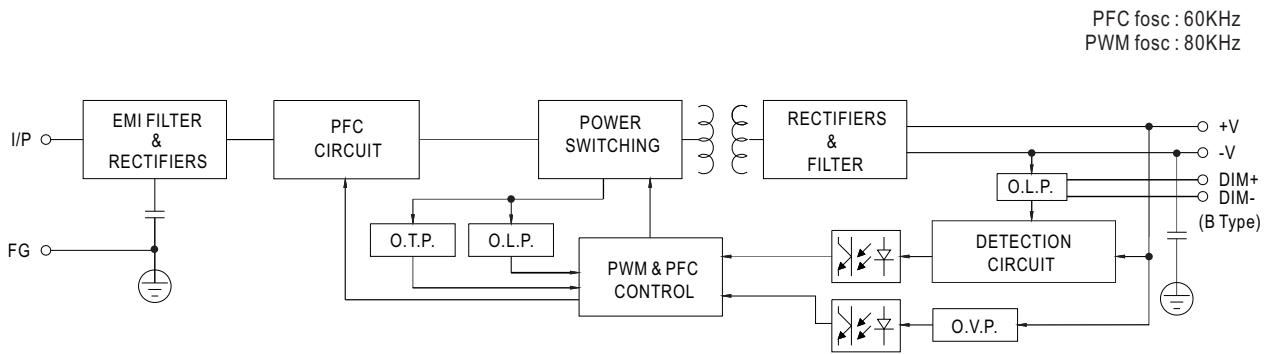 PFC fosc : 60KHz
PWM fosc : 80KHz
I/P
EMI FILTER
&
RECTIFIERS
PFC
CIRCUIT
POWER
SWITCHING
RECTIFIERS
&
FILTER
+V
-V
DIM+
DIM-
(B Type)
O.L.P.
FG
O.T.P.
O.L.P.
PWM & PFC
CONTROL
DETECTION
CIRCUIT
O.V.P.